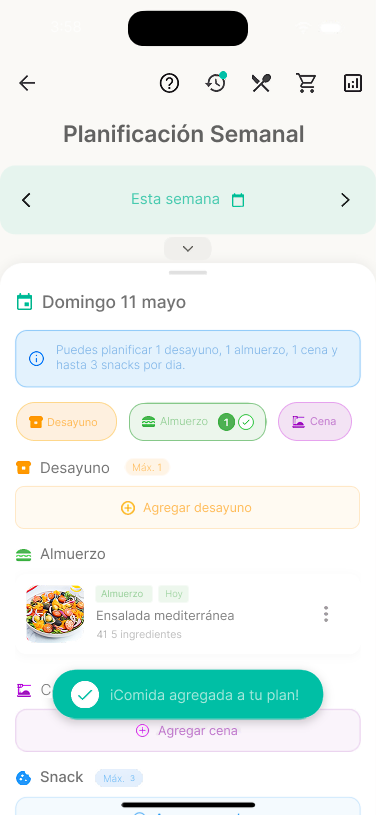 Planificación Semanal
Esta semana
Domingo 11 mayo
Puedes planificar 1 desayuno, 1 almuerzo, 1 cena y
hasta 3 snacks por dia.
Desayuno
Almuerzo 1
Cena
Desayuno Máx. 1
Agregar desayuno
Almuerzo
Almuerzo Hoy
Ensalada mediterránea
41 5 ingredientes
¡Comida agregada a tu plan!
Agregar cena
Snack Máx. 3